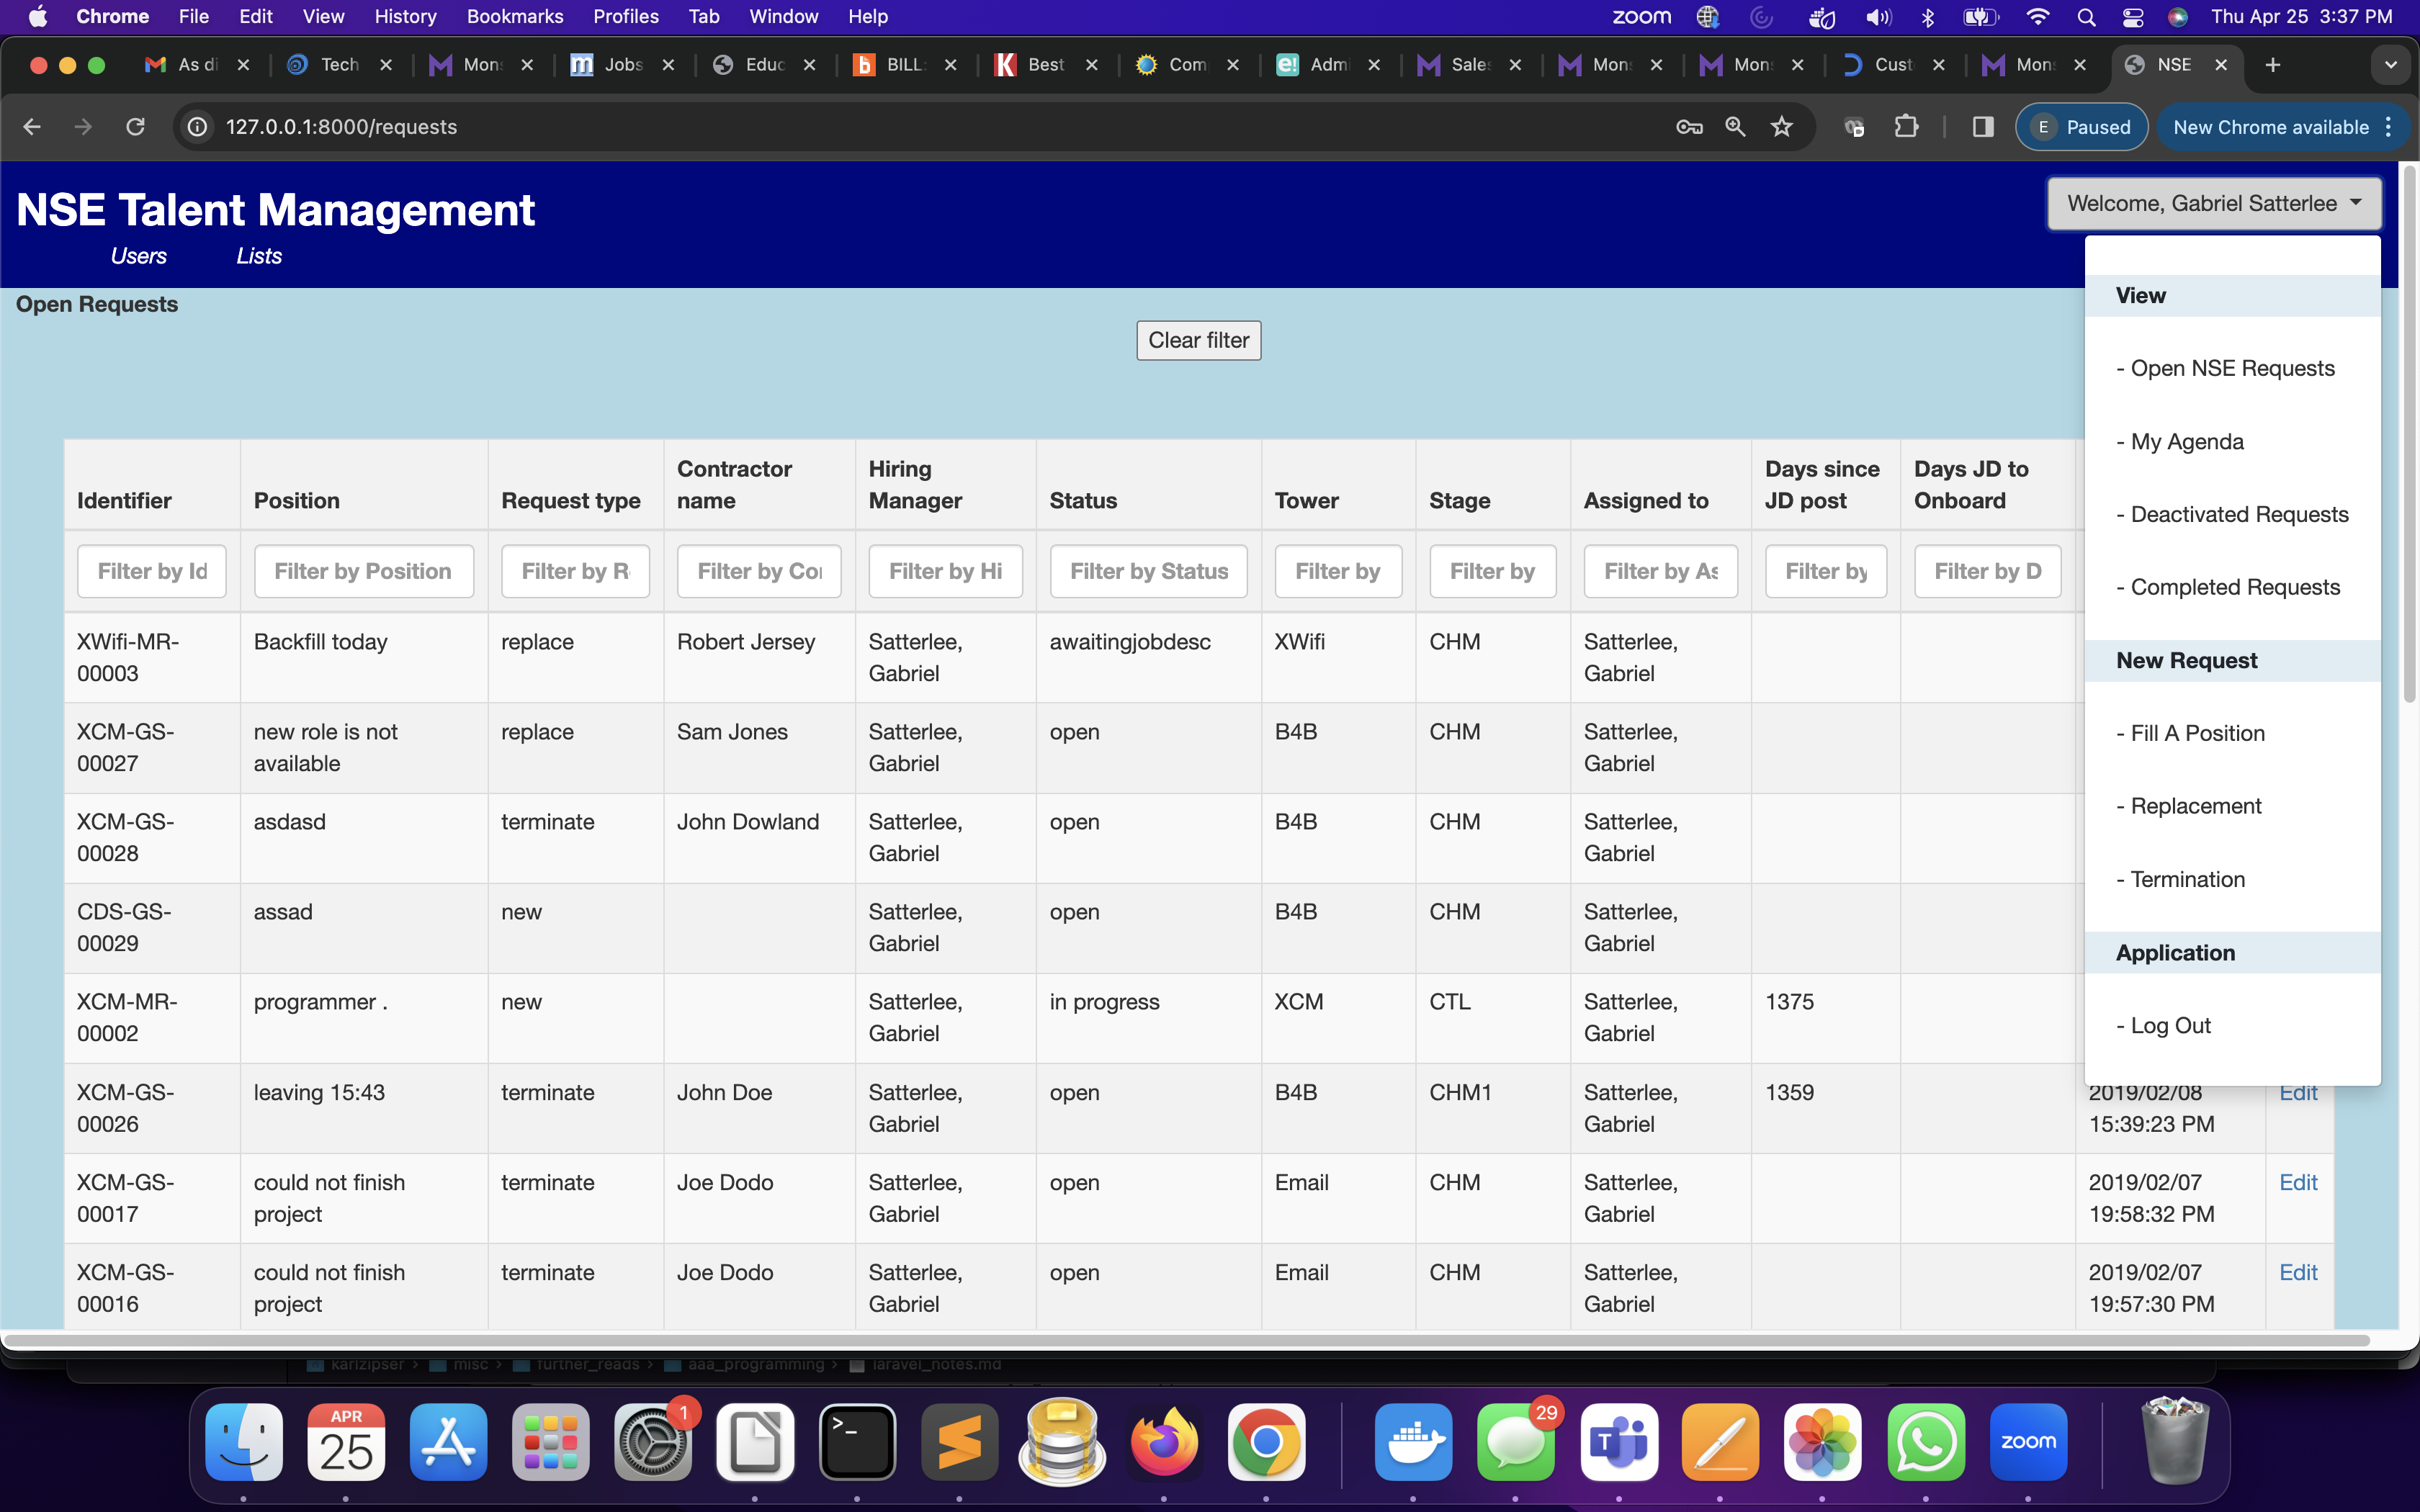 Chrome File Edit View History Bookmarks Profiles Tab Window Help zoom Thu Apr 25 3:37 PM
As di Tech Mons Jobs Educ BILL: Best Com Admi Sales Mons Mons Cust Mons NSE
127.0.0.1:8000/requests E Paused New Chrome available
NSE Talent Management Welcome, Gabriel Satterlee
Users Lists
Open Requests
Clear filter
View
- Open NSE Requests
- My Agenda
- Deactivated Requests
- Completed Requests
New Request
- Fill A Position
- Replacement
- Termination
Application
- Log Out
Identifier Position Request type Contractor name Hiring Manager Status Tower Stage Assigned to Days since JD post Days JD to Onboard
Filter by Id Filter by Position Filter by R Filter by Co Filter by Hi Filter by Status Filter by Filter by Filter by As Filter by Filter by D
XWifi-MR-00003 Backfill today replace Robert Jersey Satterlee, Gabriel awaitingjobdesc XWifi CHM Satterlee, Gabriel
XCM-GS-00027 new role is not available replace Sam Jones Satterlee, Gabriel open B4B CHM Satterlee, Gabriel
XCM-GS-00028 asdasd terminate John Dowland Satterlee, Gabriel open B4B CHM Satterlee, Gabriel
CDS-GS-00029 assad new Satterlee, Gabriel open B4B CHM Satterlee, Gabriel
XCM-MR-00002 programmer . new Satterlee, Gabriel in progress XCM CTL Satterlee, Gabriel 1375
XCM-GS-00026 leaving 15:43 terminate John Doe Satterlee, Gabriel open B4B CHM1 Satterlee, Gabriel 1359 2019/02/08 15:39:23 PM Edit
XCM-GS-00017 could not finish project terminate Joe Dodo Satterlee, Gabriel open Email CHM Satterlee, Gabriel 2019/02/07 19:58:32 PM Edit
XCM-GS-00016 could not finish project terminate Joe Dodo Satterlee, Gabriel open Email CHM Satterlee, Gabriel 2019/02/07 19:57:30 PM Edit
karlzipser › misc › further_reads › aaa_programming › laravel_notes.md
APR
25
1
29
T
zoom